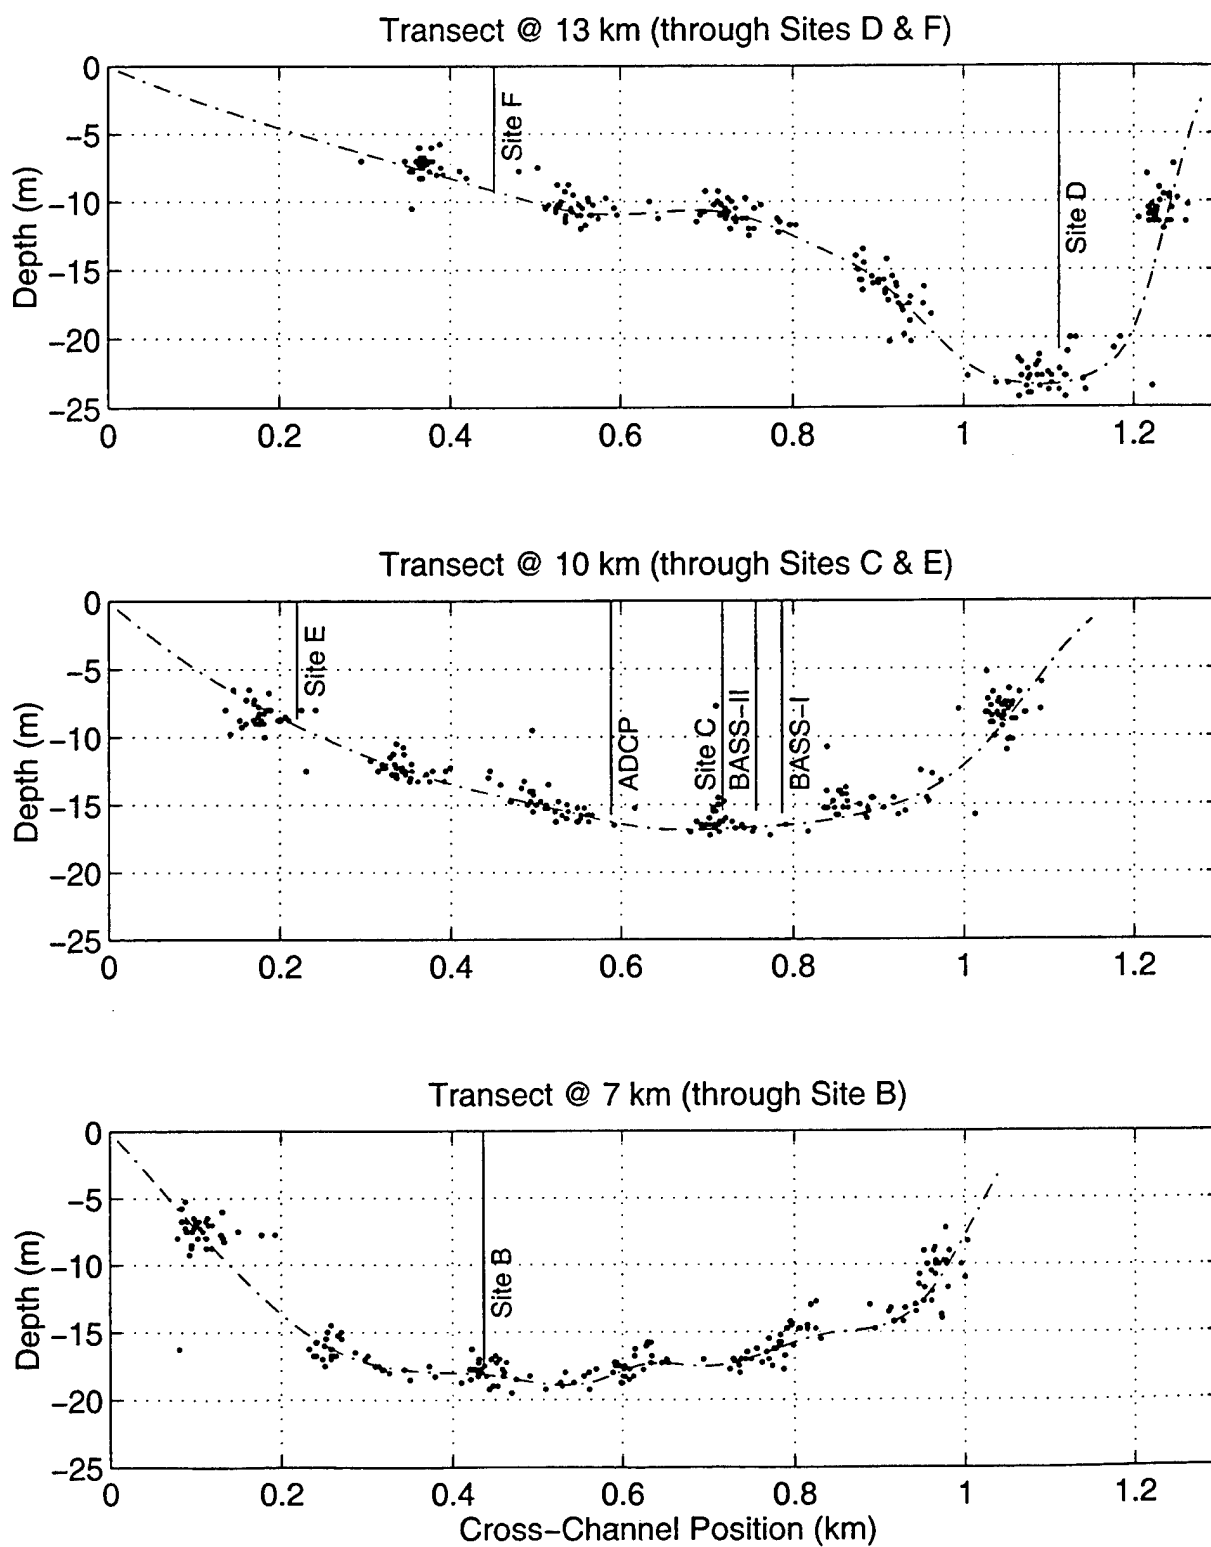 Transect @ 13 km (through Sites D & F)
0
−5
−10
−15
−20
−25
Depth (m)
Site F
Site D
0
0.2
0.4
0.6
0.8
1
1.2
Transect @ 10 km (through Sites C & E)
0
−5
−10
−15
−20
−25
Depth (m)
Site E
ADCP
Site C
BASS−II
BASS−I
0
0.2
0.4
0.6
0.8
1
1.2
Transect @ 7 km (through Site B)
0
−5
−10
−15
−20
−25
Depth (m)
Site B
0
0.2
0.4
0.6
0.8
1
1.2
Cross−Channel Position (km)